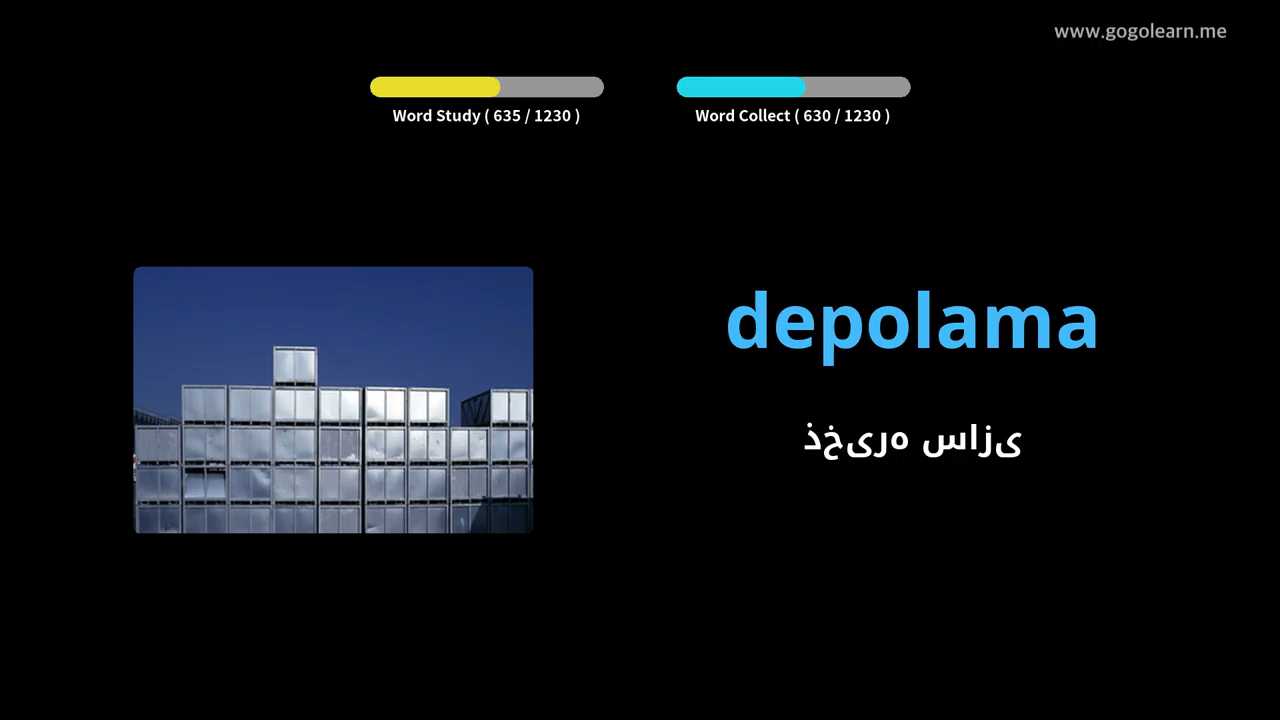 www.gogolearn.me
Word Study ( 635 / 1230 )
Word Collect ( 630 / 1230 )
depolama
ذخیره سازی